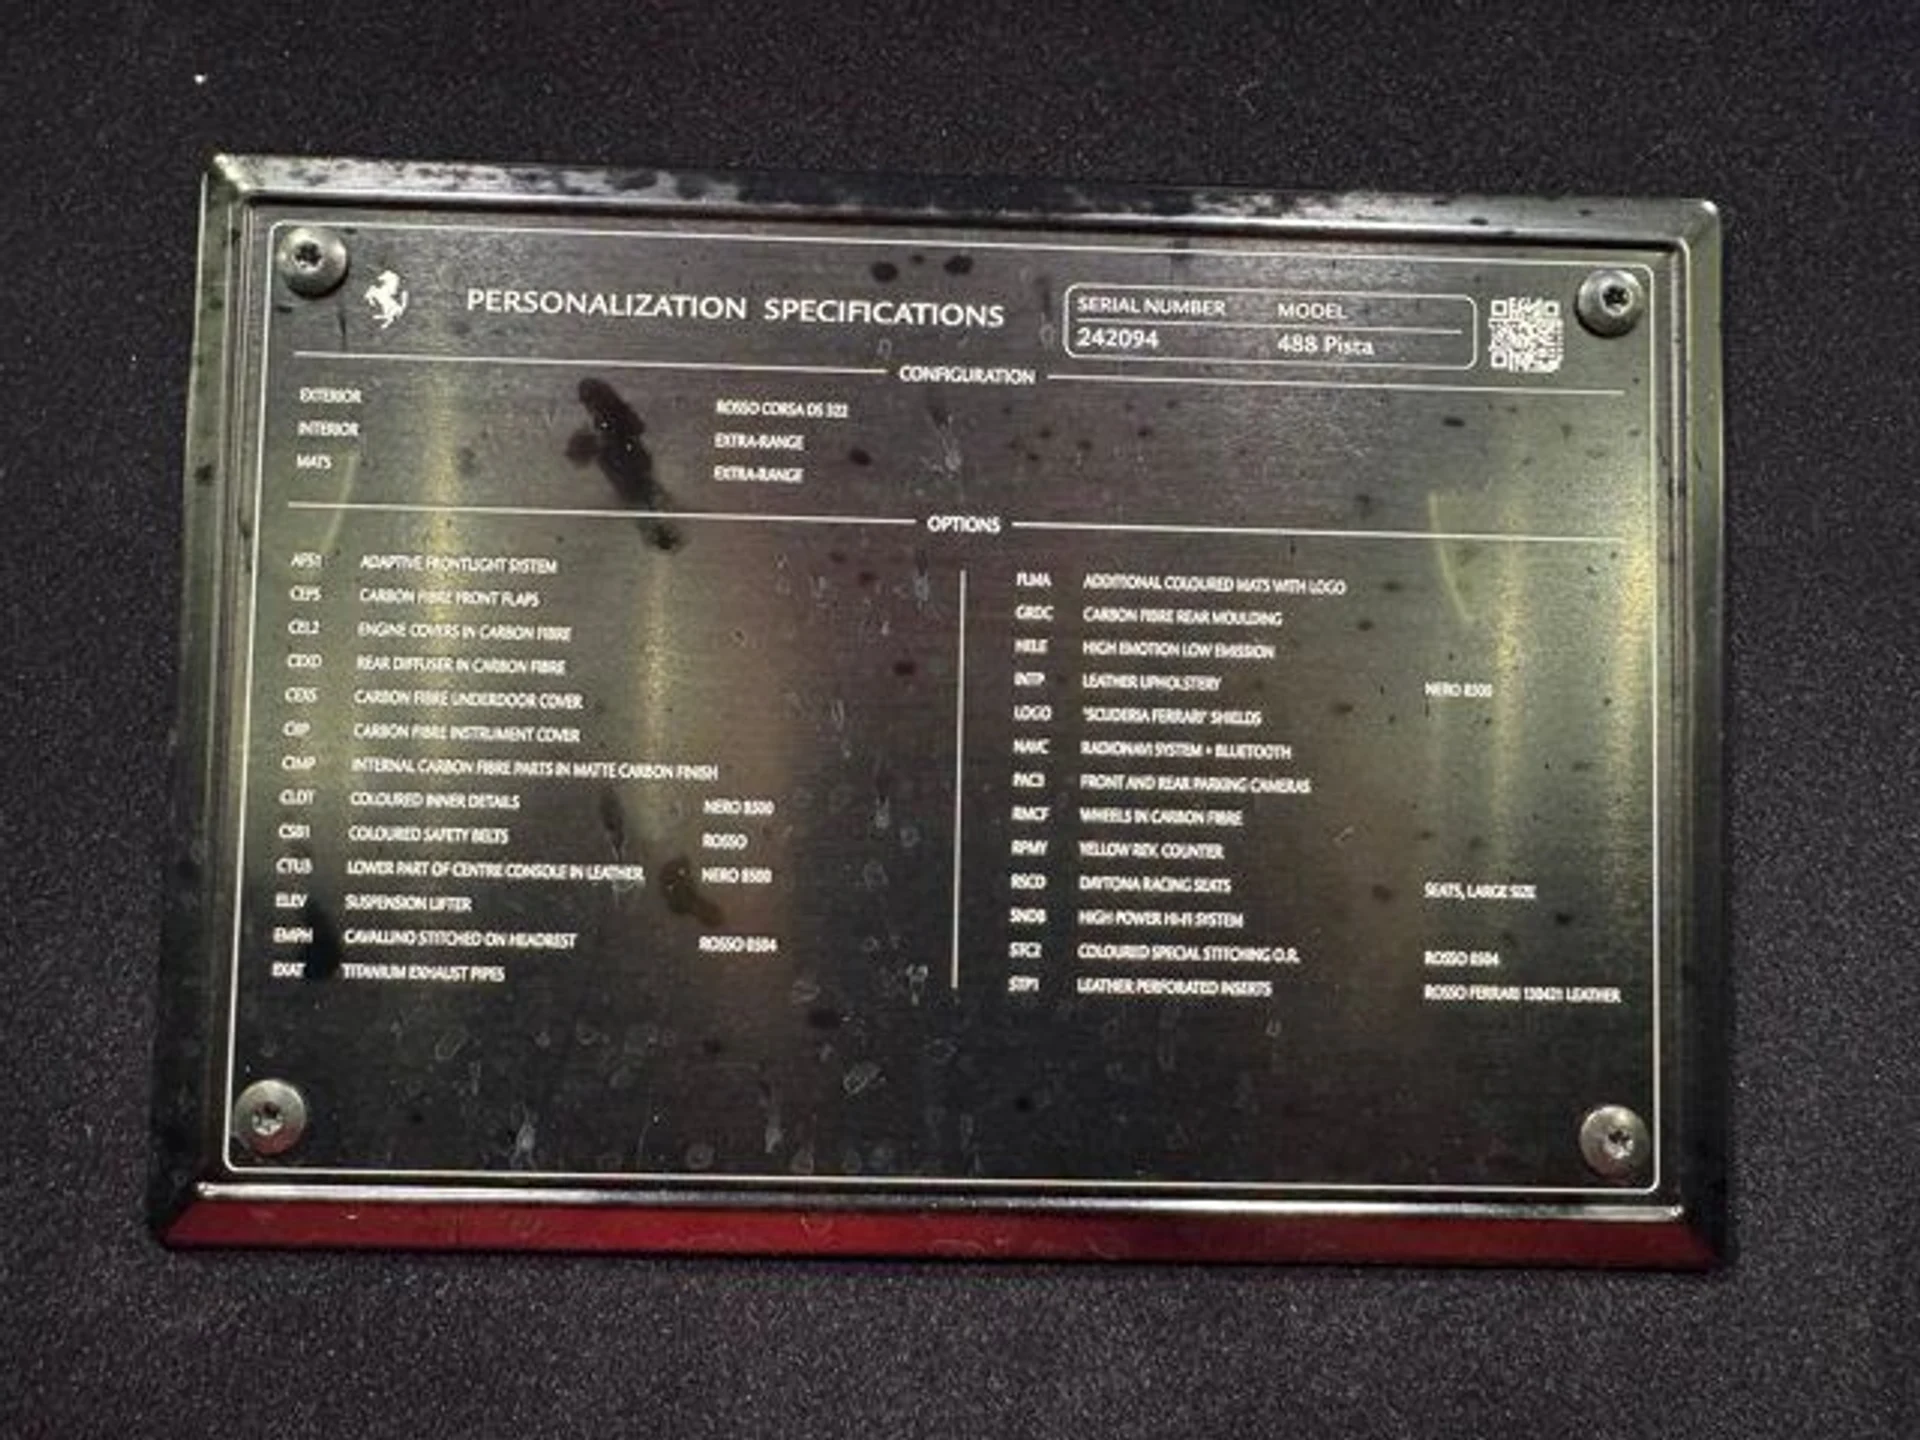 PERSONALIZATION SPECIFICATIONS
SERIAL NUMBER MODEL
242094 488 Pista
CONFIGURATION
EXTERIOR ROSSO CORSA DS 322
INTERIOR EXTRA-RANGE
MATS EXTRA-RANGE
OPTIONS
AFS1 ADAPTIVE FRONTLIGHT SYSTEM
CEFS CARBON FIBRE FRONT FLAPS
CEL2 ENGINE COVERS IN CARBON FIBRE
CEXD REAR DIFFUSER IN CARBON FIBRE
CEXS CARBON FIBRE UNDERDOOR COVER
CARBON FIBRE INSTRUMENT COVER
CIMP INTERNAL CARBON FIBRE PARTS IN MATTE CARBON FINISH
CLDT COLOURED INNER DETAILS NERO 8500
CSB1 COLOURED SAFETY BELTS ROSSO
CTU3 LOWER PART OF CENTRE CONSOLE IN LEATHER NERO 8500
ELEV SUSPENSION LIFTER
EMPH CAVALLINO STITCHED ON HEADREST ROSSO 8504
EXAT TITANIUM EXHAUST PIPES
FLMA ADDITIONAL COLOURED MATS WITH LOGO
GRDC CARBON FIBRE REAR MOULDING
HELE HIGH EMOTION LOW EMISSION
INTP LEATHER UPHOLSTERY NERO 8500
LOGO "SCUDERIA FERRARI" SHIELDS
NAVC RADIONAVI SYSTEM + BLUETOOTH
PAC3 FRONT AND REAR PARKING CAMERAS
RMCF WHEELS IN CARBON FIBRE
RPMY YELLOW REV. COUNTER
RSCD DAYTONA RACING SEATS SEATS, LARGE SIZE
SND8 HIGH POWER HI-FI SYSTEM
STC2 COLOURED SPECIAL STITCHING O.R. ROSSO 8504
STP1 LEATHER PERFORATED INSERTS ROSSO FERRARI LEATHER